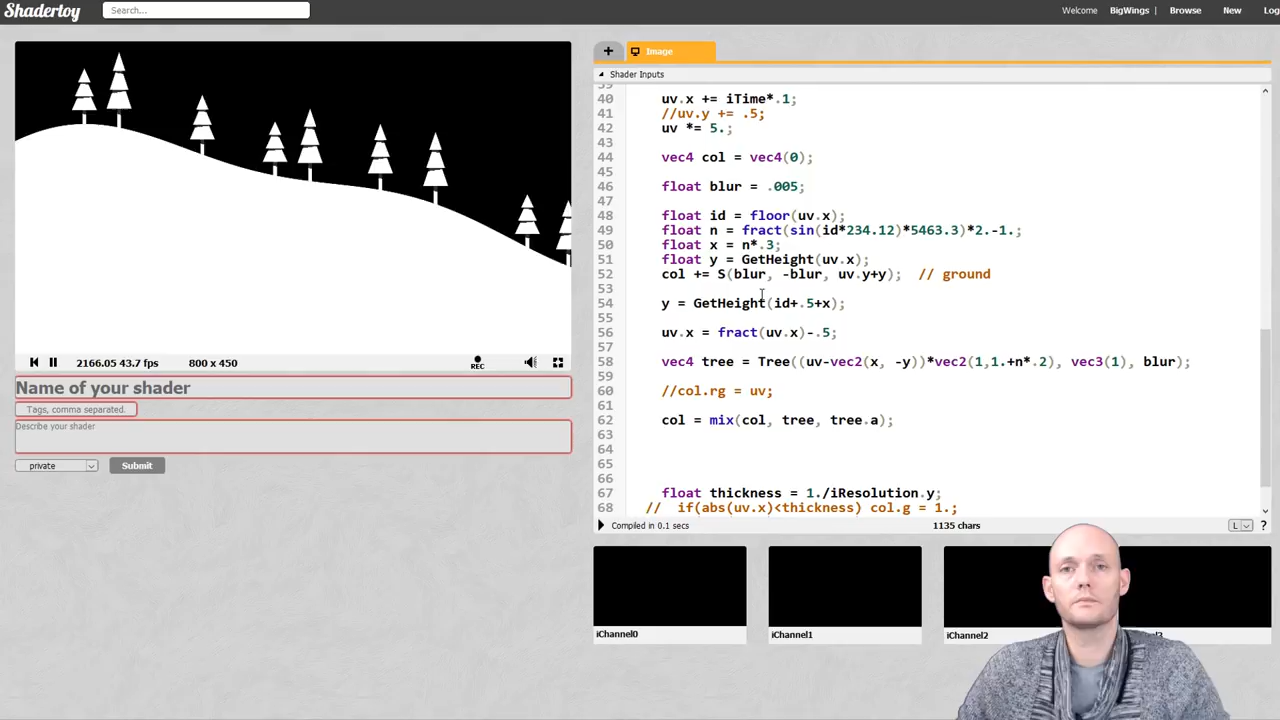 Shadertoy
Search...
Welcome BigWings | Browse New Log
+ Image
Shader Inputs
39
40 uv.x += iTime*.1;
41 //uv.y += .5;
42 uv *= 5.;
43
44 vec4 col = vec4(0);
45
46 float blur = .005;
47
48 float id = floor(uv.x);
49 float n = fract(sin(id*234.12)*5463.3)*2.-1.;
50 float x = n*.3;
51 float y = GetHeight(uv.x);
52 col += S(blur, -blur, uv.y+y); // ground
53
54 y = GetHeight(id+.5+x);
55
56 uv.x = fract(uv.x)-.5;
57
58 vec4 tree = Tree((uv-vec2(x, -y))*vec2(1,1.+n*.2), vec3(1), blur);
59
60 //col.rg = uv;
61
62 col = mix(col, tree, tree.a);
63
64
65
66
67 float thickness = 1./iResolution.y;
68 // if(abs(uv.x)<thickness) col.g = 1.;
Compiled in 0.1 secs 1135 chars L ?
2166.05 43.7 fps 800 x 450 REC
Name of your shader
Tags, comma separated.
Describe your shader
private Submit
iChannel0 iChannel1 iChannel2